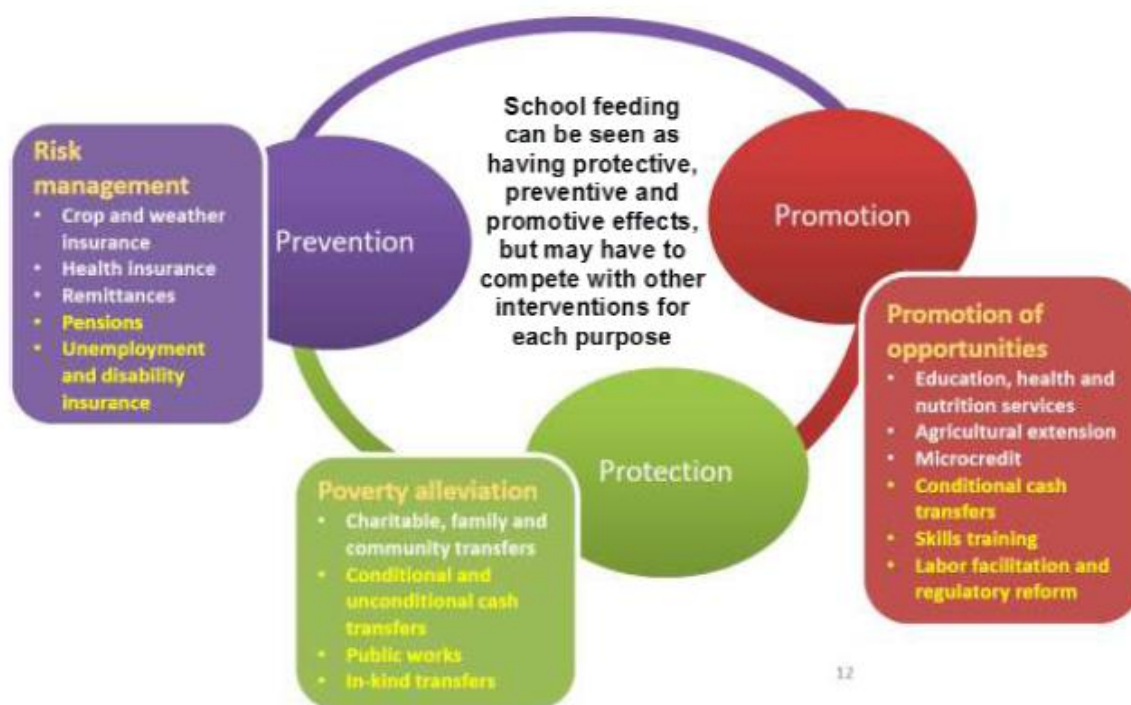 School feeding
can be seen as
having protective,
preventive and
promotive effects,
but may have to
compete with other
interventions for
each purpose
Prevention
Risk
management
• Crop and weather
insurance
• Health insurance
• Remittances
• Pensions
• Unemployment
and disability
insurance
Promotion
Promotion of
opportunities
• Education, health and
nutrition services
• Agricultural extension
• Microcredit
• Conditional cash
transfers
• Skills training
• Labor facilitation and
regulatory reform
Protection
Poverty alleviation
• Charitable, family and
community transfers
• Conditional and
unconditional cash
transfers
• Public works
• In-kind transfers
12